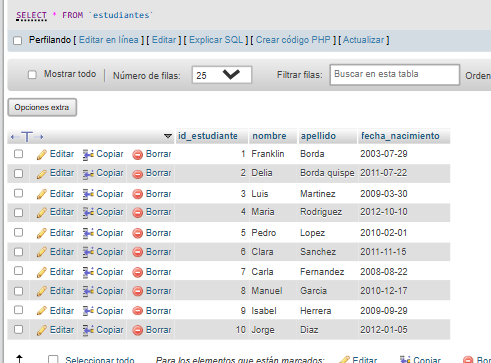 SELECT * FROM `estudiantes`
Perfilando [ Editar en línea ] [ Editar ] [ Explicar SQL ] [ Crear código PHP ] [ Actualizar ]
Mostrar todo Número de filas: 25 Filtrar filas: Buscar en esta tabla Orden
Opciones extra
←T→ id_estudiante nombre apellido fecha_nacimiento
Editar Copiar Borrar 1 Franklin Borda 2003-07-29
Editar Copiar Borrar 2 Delia Borda quispe 2011-07-22
Editar Copiar Borrar 3 Luis Martinez 2009-03-30
Editar Copiar Borrar 4 Maria Rodriguez 2012-10-10
Editar Copiar Borrar 5 Pedro Lopez 2010-02-01
Editar Copiar Borrar 6 Clara Sanchez 2011-11-15
Editar Copiar Borrar 7 Carla Fernandez 2008-08-22
Editar Copiar Borrar 8 Manuel Garcia 2010-12-17
Editar Copiar Borrar 9 Isabel Herrera 2009-09-29
Editar Copiar Borrar 10 Jorge Diaz 2012-01-05
Seleccionar todo Para los elementos que están marcados: Editar Copiar Bo